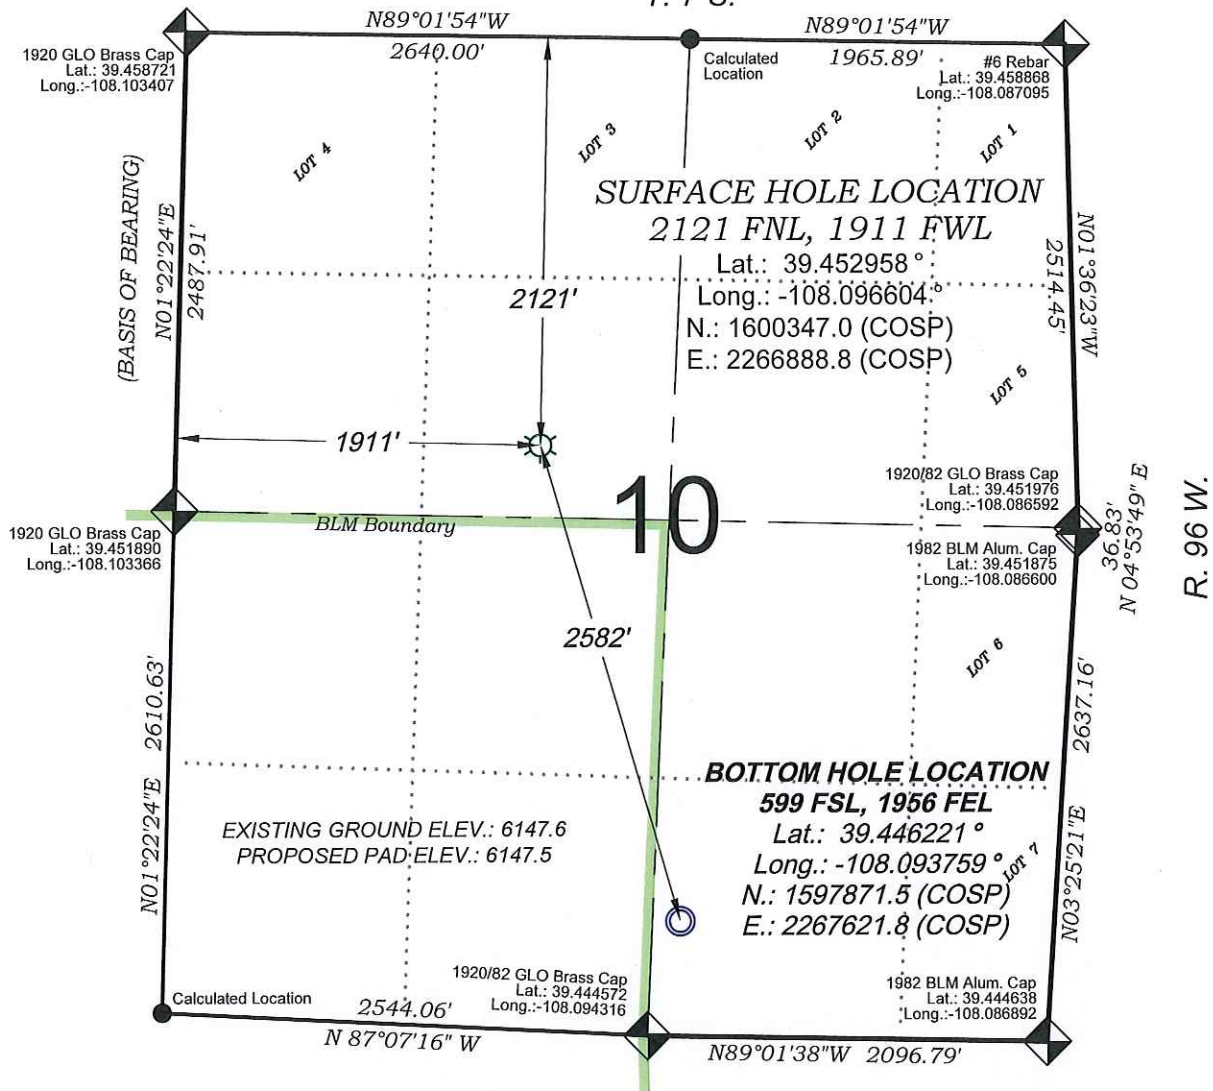 N89°01'54"W
2640.00'
N89°01'54"W
1965.89'
1920 GLO Brass Cap
Lat.: 39.458721
Long.:-108.103407
Calculated
Location
#6 Rebar
Lat.: 39.458868
Long.:-108.087095
LOT 4
LOT 3
LOT 2
LOT 1
SURFACE HOLE LOCATION
2121 FNL, 1911 FWL
Lat.: 39.452958°
Long.: -108.096604°
N.: 1600347.0 (COSP)
E.: 2266888.8 (COSP)
(BASIS OF BEARING)
N01°22'24"E
2487.91'
2121'
N01°36'23"W
2514.45'
LOT 5
1911'
10
1920/82 GLO Brass Cap
Lat.: 39.451976
Long.:-108.086592
BLM Boundary
1920 GLO Brass Cap
Lat.: 39.451890
Long.:-108.103366
1982 BLM Alum. Cap
Lat.: 39.451875
Long.:-108.086600
36.83'
N 04°53'49" E
R. 96 W.
2582'
LOT 6
2610.63'
N01°22'24"E
2637.16'
N03°25'21"E
BOTTOM HOLE LOCATION
599 FSL, 1956 FEL
Lat.: 39.446221°
Long.: -108.093759°
N.: 1597871.5 (COSP)
E.: 2267621.8 (COSP)
LOT 7
EXISTING GROUND ELEV.: 6147.6
PROPOSED PAD ELEV.: 6147.5
1920/82 GLO Brass Cap
Lat.: 39.444572
Long.:-108.094316
1982 BLM Alum. Cap
Lat.: 39.444638
Long.:-108.086892
Calculated Location
2544.06'
N 87°07'16" W
N89°01'38"W 2096.79'